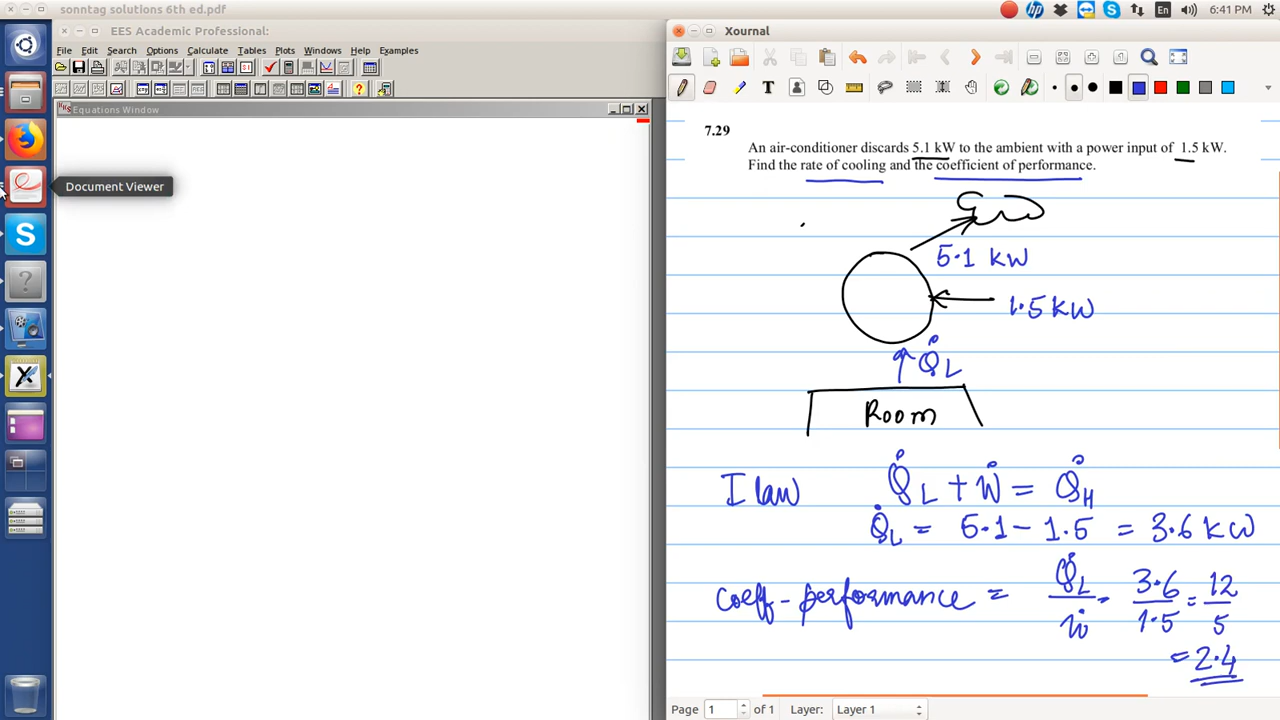 sonntag solutions 6th ed.pdf
En
6:41 PM
EES Academic Professional:
File Edit Search Options Calculate Tables Plots Windows Help Examples
Equations Window
Document Viewer
Xournal
7.29
An air-conditioner discards 5.1 kW to the ambient with a power input of 1.5 kW.
Find the rate of cooling and the coefficient of performance.
5.1 kW
1.5 kW
Q̇L
Room
I law Q̇L + Ẇ = Q̇H
Q̇L = 5.1 - 1.5 = 3.6 kW
coeff-performance = Q̇L/Ẇ = 3.6/1.5 = 12/5
= 2.4
Page 1 of 1 Layer: Layer 1